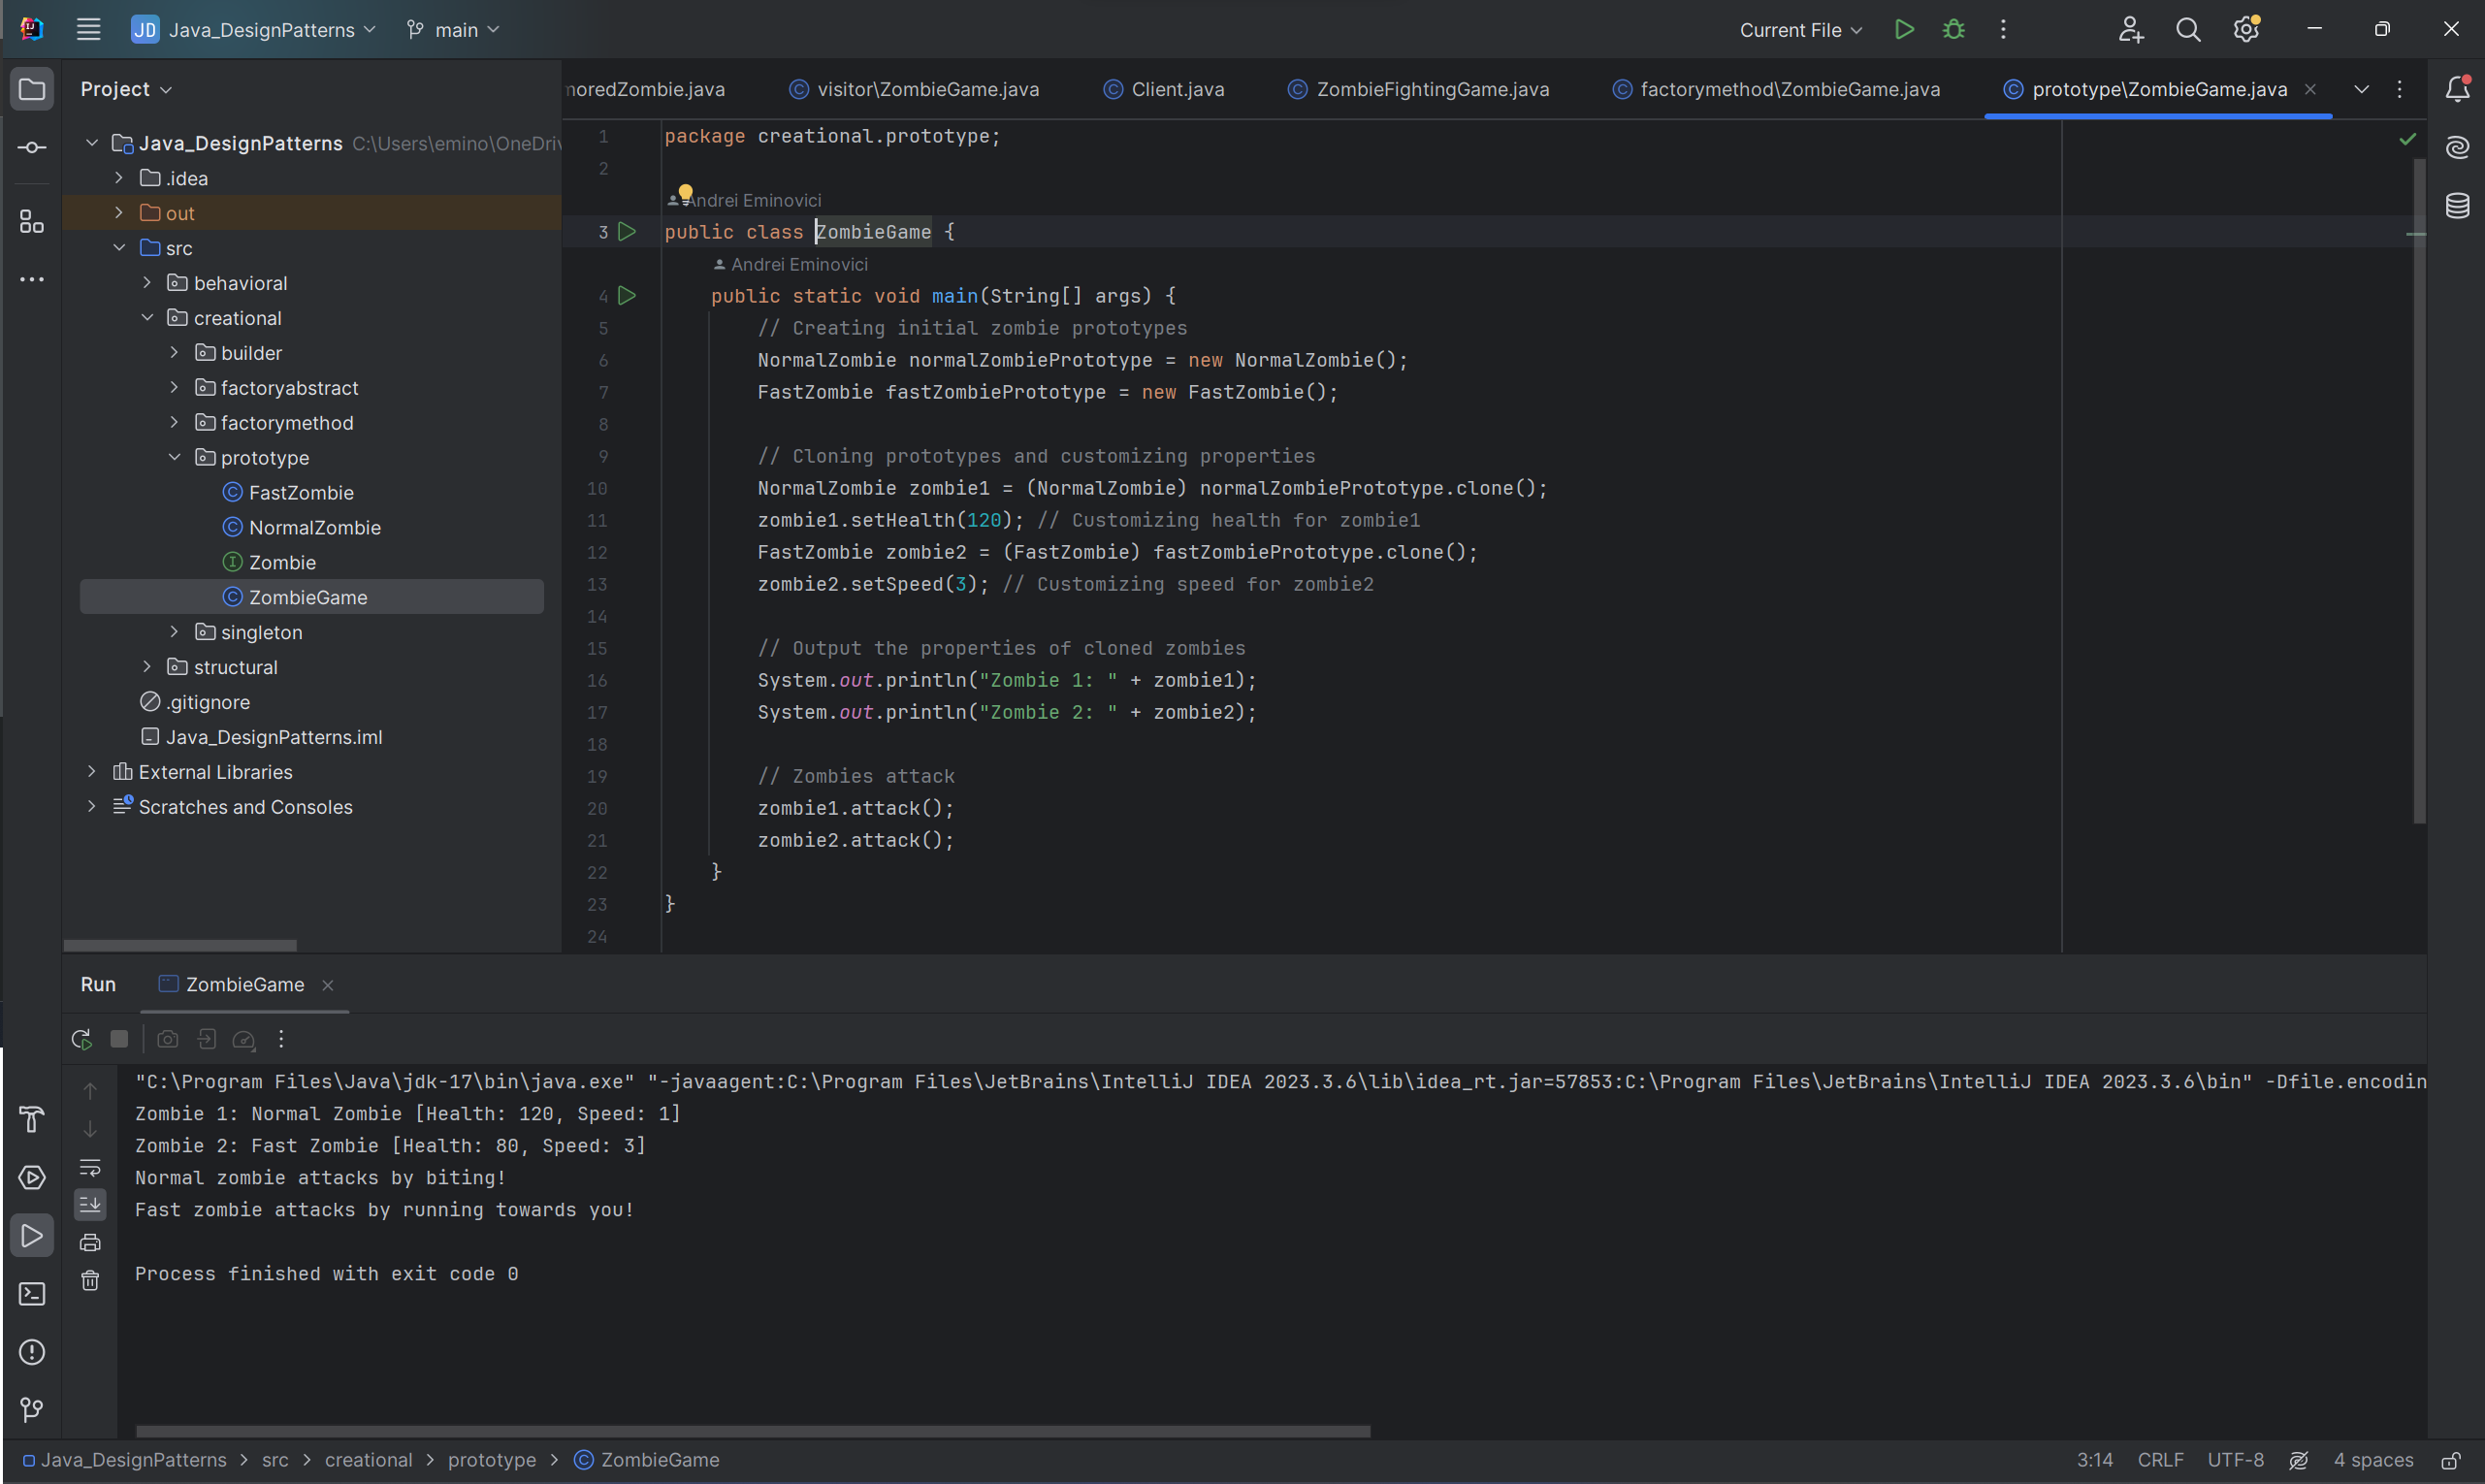 JD Java_DesignPatterns main Current File
Project
noredZombie.java visitor\ZombieGame.java Client.java ZombieFightingGame.java factorymethod\ZombieGame.java prototype\ZombieGame.java
Java_DesignPatterns C:\Users\emino\OneDriv
.idea
out
src
behavioral
creational
builder
factoryabstract
factorymethod
prototype
FastZombie
NormalZombie
Zombie
ZombieGame
singleton
structural
.gitignore
Java_DesignPatterns.iml
External Libraries
Scratches and Consoles
1 package creational.prototype;
2
Andrei Eminovici
3 public class ZombieGame {
Andrei Eminovici
4 public static void main(String[] args) {
5 // Creating initial zombie prototypes
6 NormalZombie normalZombiePrototype = new NormalZombie();
7 FastZombie fastZombiePrototype = new FastZombie();
8
9 // Cloning prototypes and customizing properties
10 NormalZombie zombie1 = (NormalZombie) normalZombiePrototype.clone();
11 zombie1.setHealth(120); // Customizing health for zombie1
12 FastZombie zombie2 = (FastZombie) fastZombiePrototype.clone();
13 zombie2.setSpeed(3); // Customizing speed for zombie2
14
15 // Output the properties of cloned zombies
16 System.out.println("Zombie 1: " + zombie1);
17 System.out.println("Zombie 2: " + zombie2);
18
19 // Zombies attack
20 zombie1.attack();
21 zombie2.attack();
22 }
23 }
24
Run ZombieGame
"C:\Program Files\Java\jdk-17\bin\java.exe" "-javaagent:C:\Program Files\JetBrains\IntelliJ IDEA 2023.3.6\lib\idea_rt.jar=57853:C:\Program Files\JetBrains\IntelliJ IDEA 2023.3.6\bin" -Dfile.encodin
Zombie 1: Normal Zombie [Health: 120, Speed: 1]
Zombie 2: Fast Zombie [Health: 80, Speed: 3]
Normal zombie attacks by biting!
Fast zombie attacks by running towards you!
Process finished with exit code 0
Java_DesignPatterns > src > creational > prototype > ZombieGame 3:14 CRLF UTF-8 4 spaces